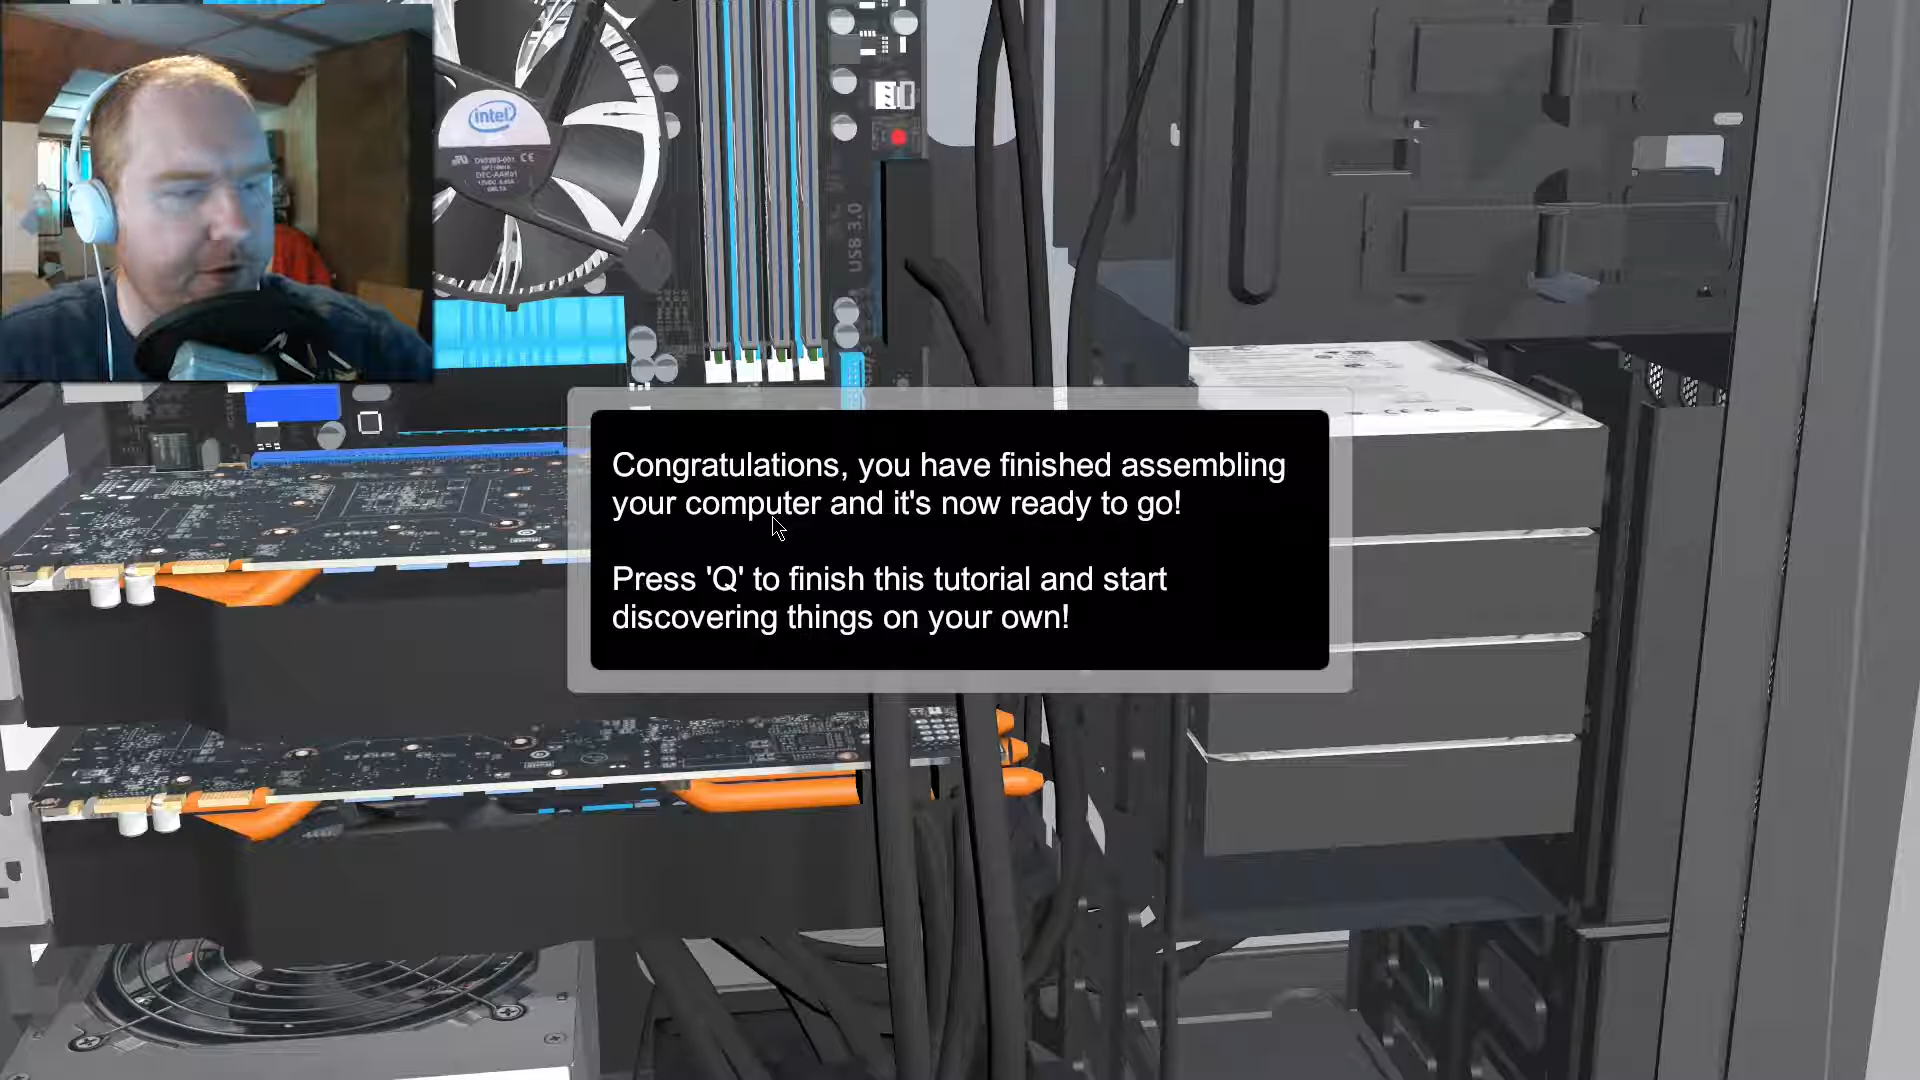 intel
CE
USB 3.0
Congratulations, you have finished assembling
your computer and it's now ready to go!
Press 'Q' to finish this tutorial and start
discovering things on your own!